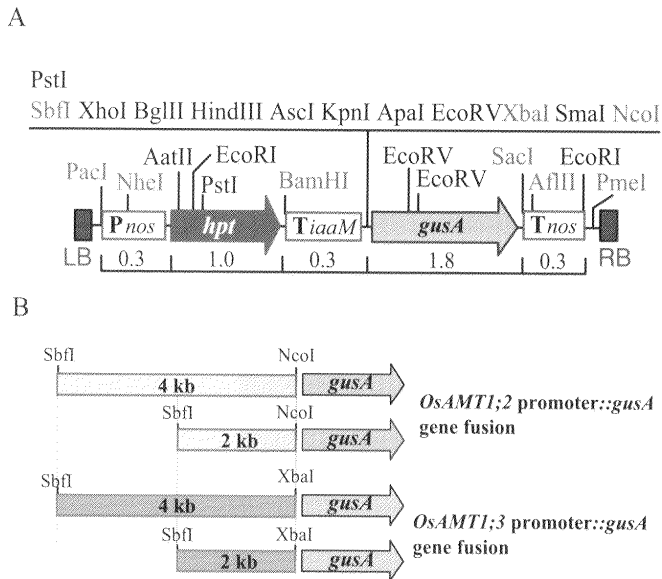 A
PstI
SbfI XhoI BglII HindIII AscI KpnI ApaI EcoRV XbaI SmaI NcoI
PacI NheI AatII EcoRI PstI BamHI EcoRV EcoRV SacI AflII EcoRI PmeI
Pnos hpt TiaaM gusA Tnos
LB 0.3 1.0 0.3 1.8 0.3 RB
B
SbfI NcoI
4 kb gusA
SbfI NcoI
2 kb gusA
OsAMT1;2 promoter::gusA
gene fusion
SbfI XbaI
4 kb gusA
SbfI XbaI
2 kb gusA
OsAMT1;3 promoter::gusA
gene fusion